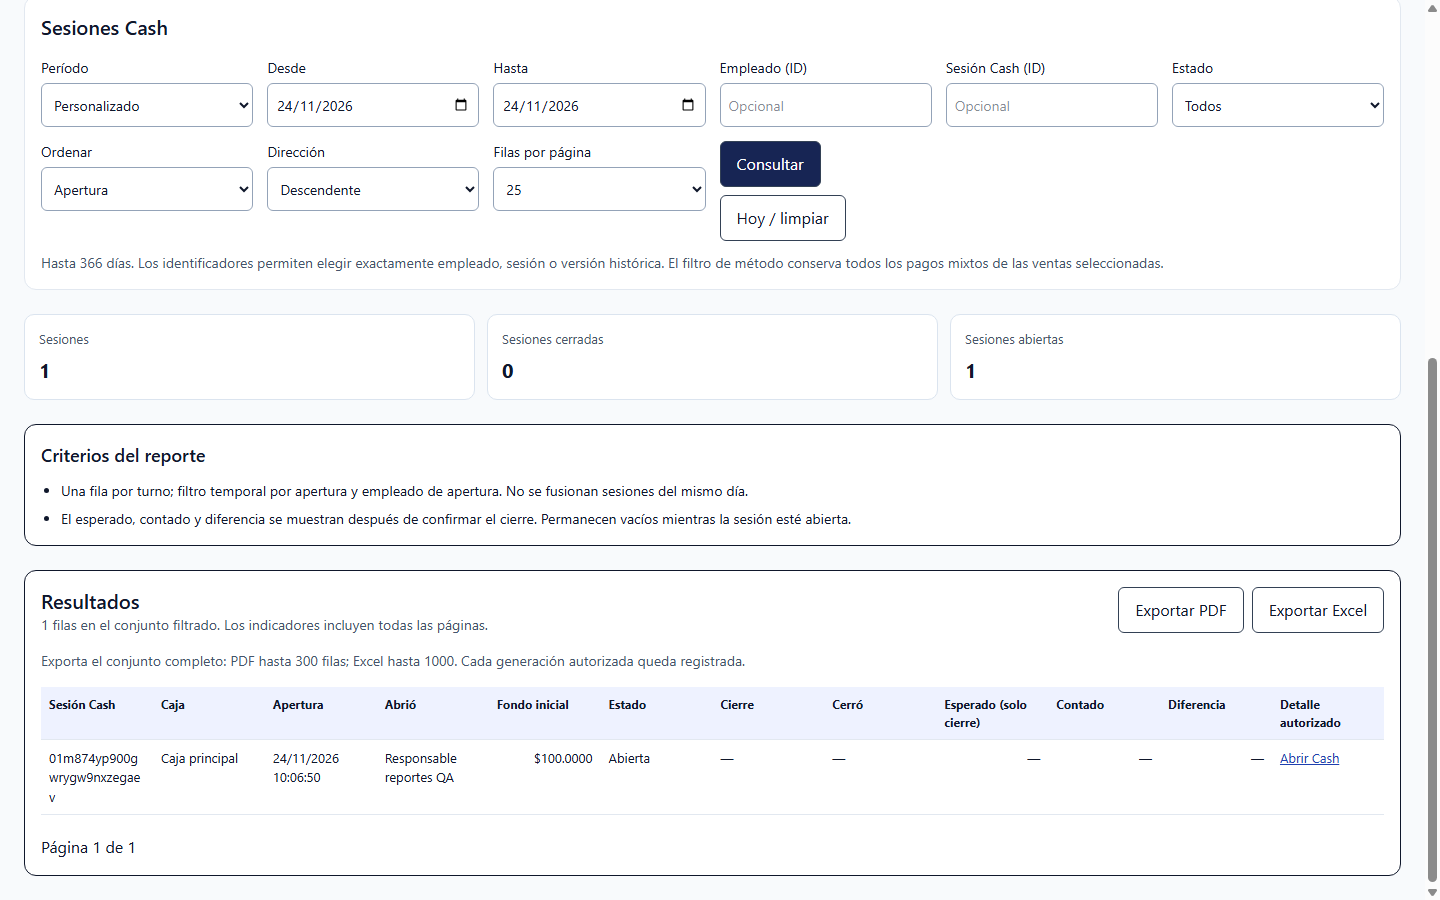 Sesiones Cash
Período
Desde
Hasta
Empleado (ID)
Sesión Cash (ID)
Estado
Personalizado
24/11/2026
24/11/2026
Opcional
Opcional
Todos
Ordenar
Dirección
Filas por página
Apertura
Descendente
25
Consultar
Hoy / limpiar
Hasta 366 días. Los identificadores permiten elegir exactamente empleado, sesión o versión histórica. El filtro de método conserva todos los pagos mixtos de las ventas seleccionadas.
Sesiones
1
Sesiones cerradas
0
Sesiones abiertas
1
Criterios del reporte
• Una fila por turno; filtro temporal por apertura y empleado de apertura. No se fusionan sesiones del mismo día.
• El esperado, contado y diferencia se muestran después de confirmar el cierre. Permanecen vacíos mientras la sesión esté abierta.
Resultados
1 filas en el conjunto filtrado. Los indicadores incluyen todas las páginas.
Exportar PDF
Exportar Excel
Exporta el conjunto completo: PDF hasta 300 filas; Excel hasta 1000. Cada generación autorizada queda registrada.
Sesión Cash
Caja
Apertura
Abrió
Fondo inicial
Estado
Cierre
Cerró
Esperado (solo
cierre)
Contado
Diferencia
Detalle
autorizado
01m874yp900g
wrygw9nxzegae
v
Caja principal
24/11/2026
10:06:50
Responsable
reportes QA
$100.0000
Abierta
—
—
—
—
—
Abrir Cash
Página 1 de 1